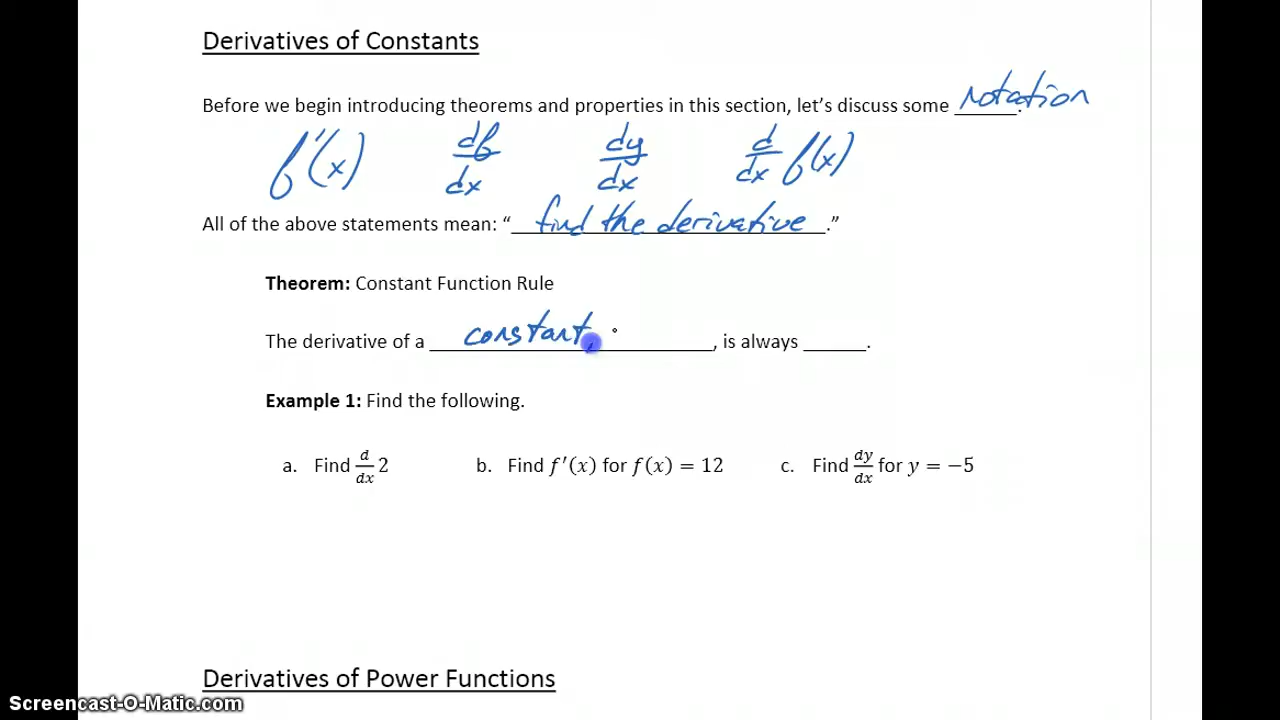 Derivatives of Constants
Before we begin introducing theorems and properties in this section, let's discuss some notation.
f'(x) df/dx dy/dx d/dx f(x)
All of the above statements mean: "find the derivative."
Theorem: Constant Function Rule
The derivative of a constant, ______, is always ______.
Example 1: Find the following.
a. Find d/dx 2 b. Find f'(x) for f(x) = 12 c. Find dy/dx for y = −5
Derivatives of Power Functions
Screencast-O-Matic.com